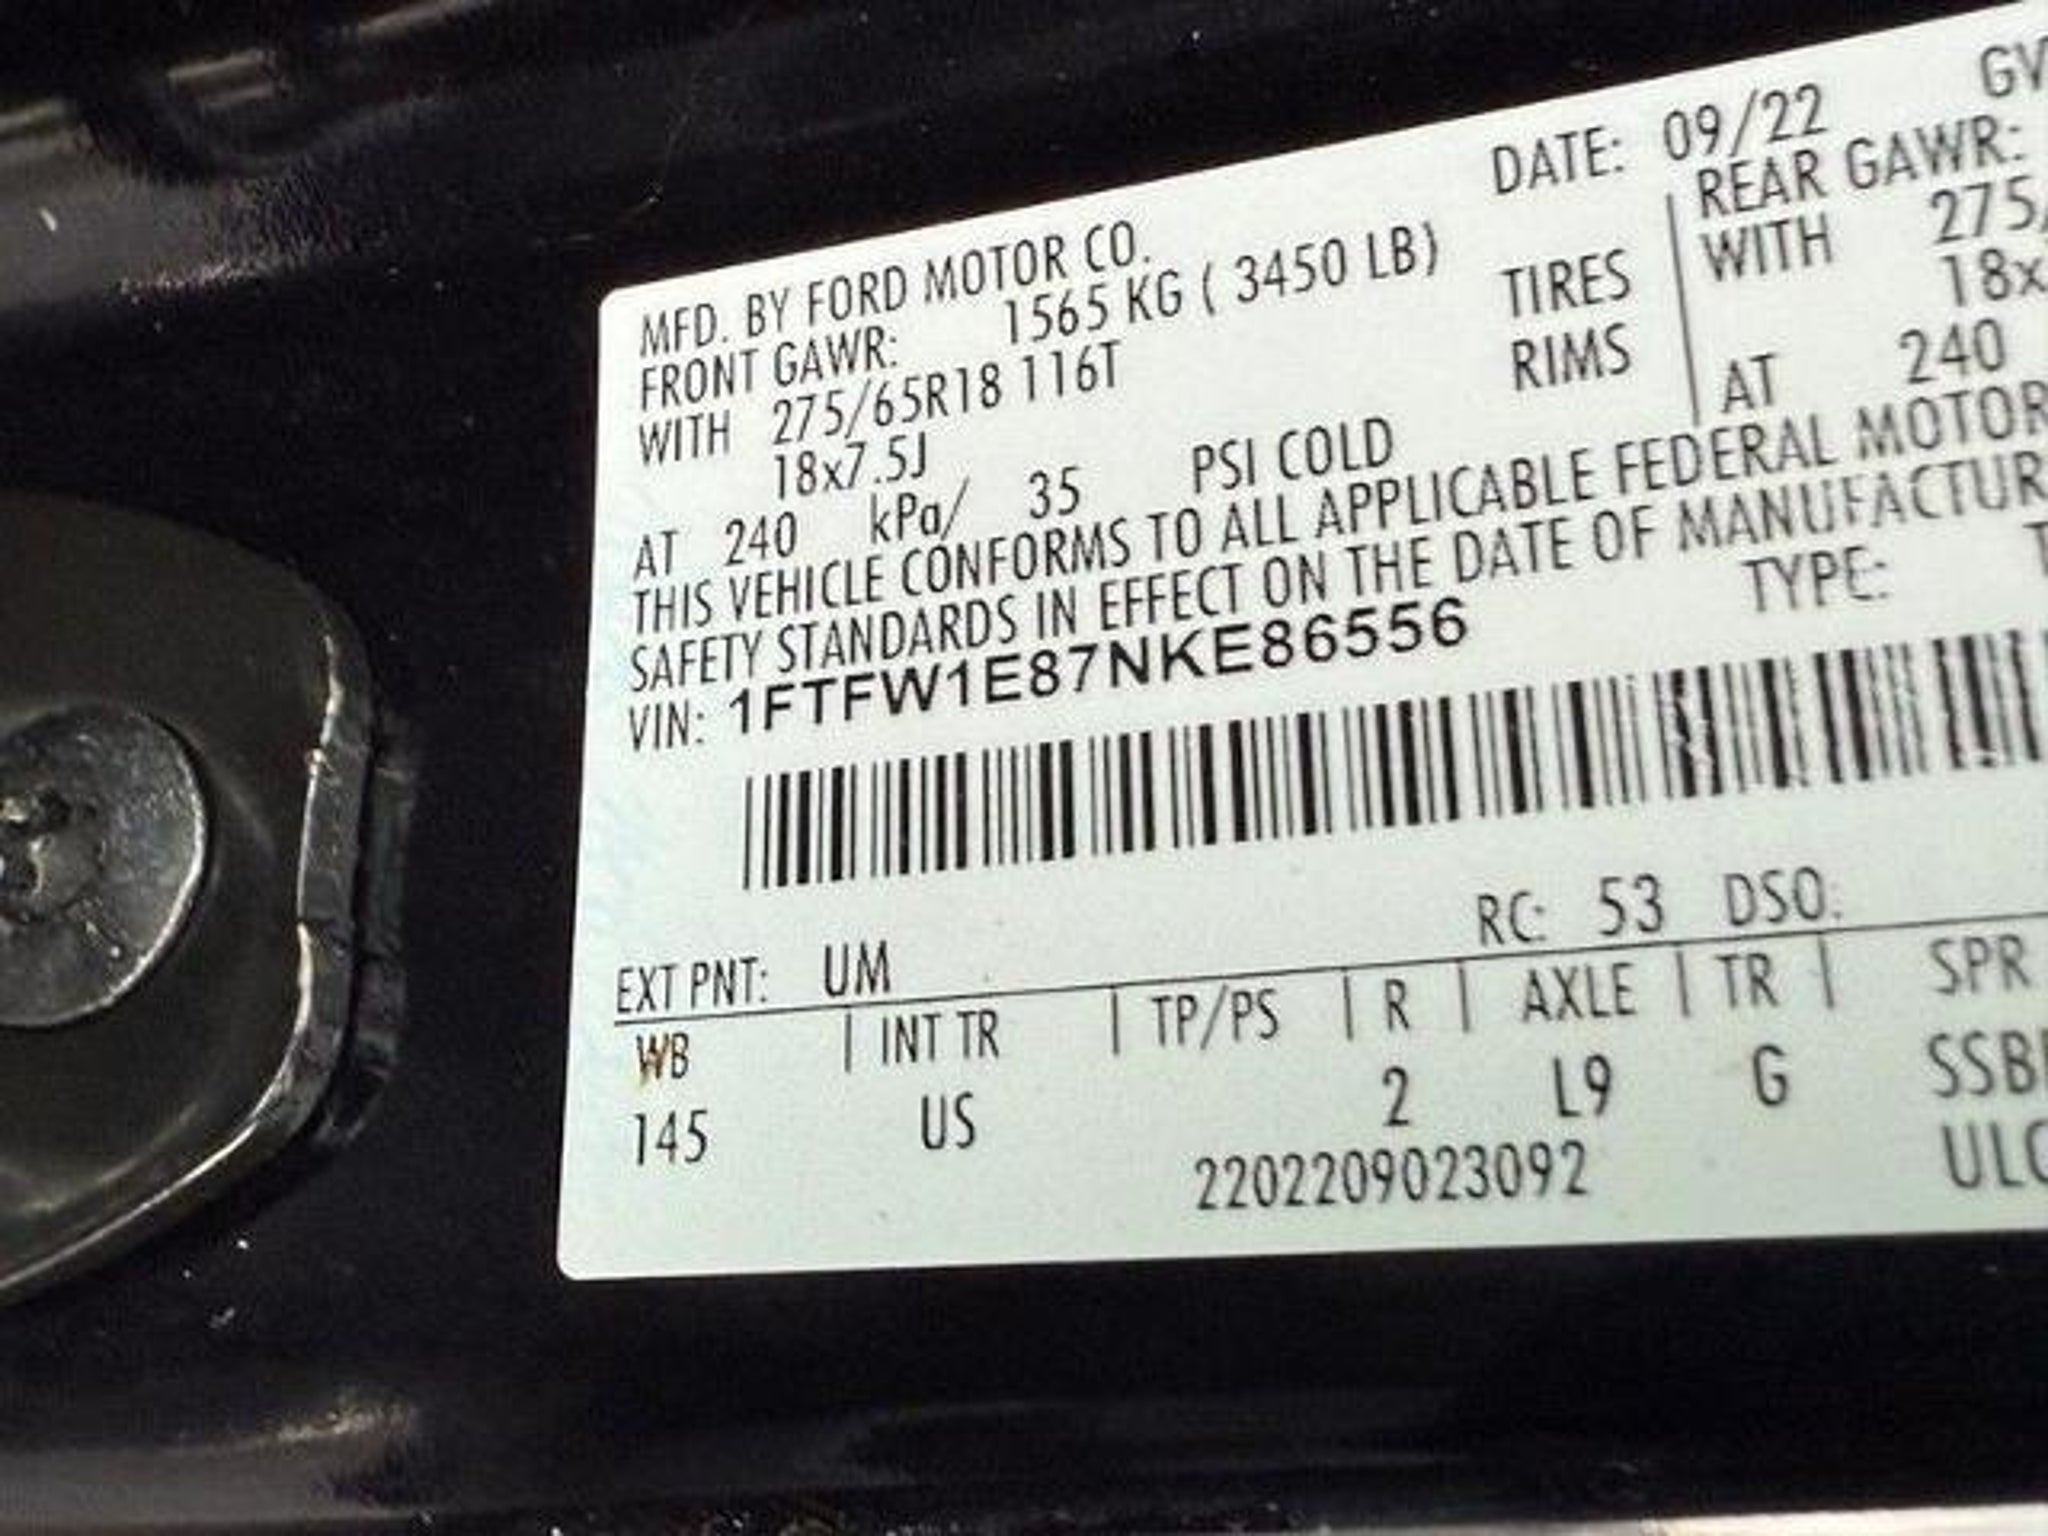 DATE: 09/22 GV
MFD. BY FORD MOTOR CO.
FRONT GAWR: 1565 KG ( 3450 LB) REAR GAWR:
WITH 275/65R18 116T TIRES WITH 275/
18x7.5J RIMS 18x
AT 240 kPa/ 35 PSI COLD AT 240
THIS VEHICLE CONFORMS TO ALL APPLICABLE FEDERAL MOTOR
SAFETY STANDARDS IN EFFECT ON THE DATE OF MANUFACTUR
VIN: 1FTFW1E87NKE86556 TYPE: T
EXT PNT: UM RC: 53 DSO:
WB | INT TR | TP/PS | R | AXLE | TR | SPR
145 US 2 L9 G SSB
2202209023092 ULC